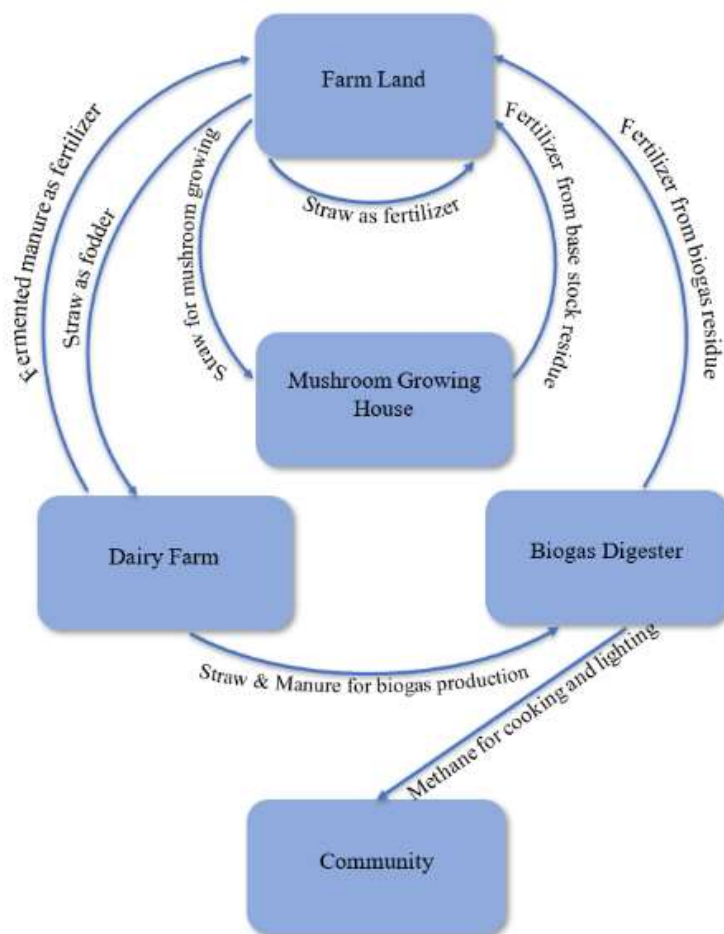 Farm Land
Fermented manure as fertilizer
Straw as fodder
Straw for mushroom growing
Straw as fertilizer
Fertilizer from base stock residue
Fertilizer from biogas residue
Mushroom Growing
House
Dairy Farm
Biogas Digester
Straw & Manure for biogas production
Methane for cooking and lighting
Community